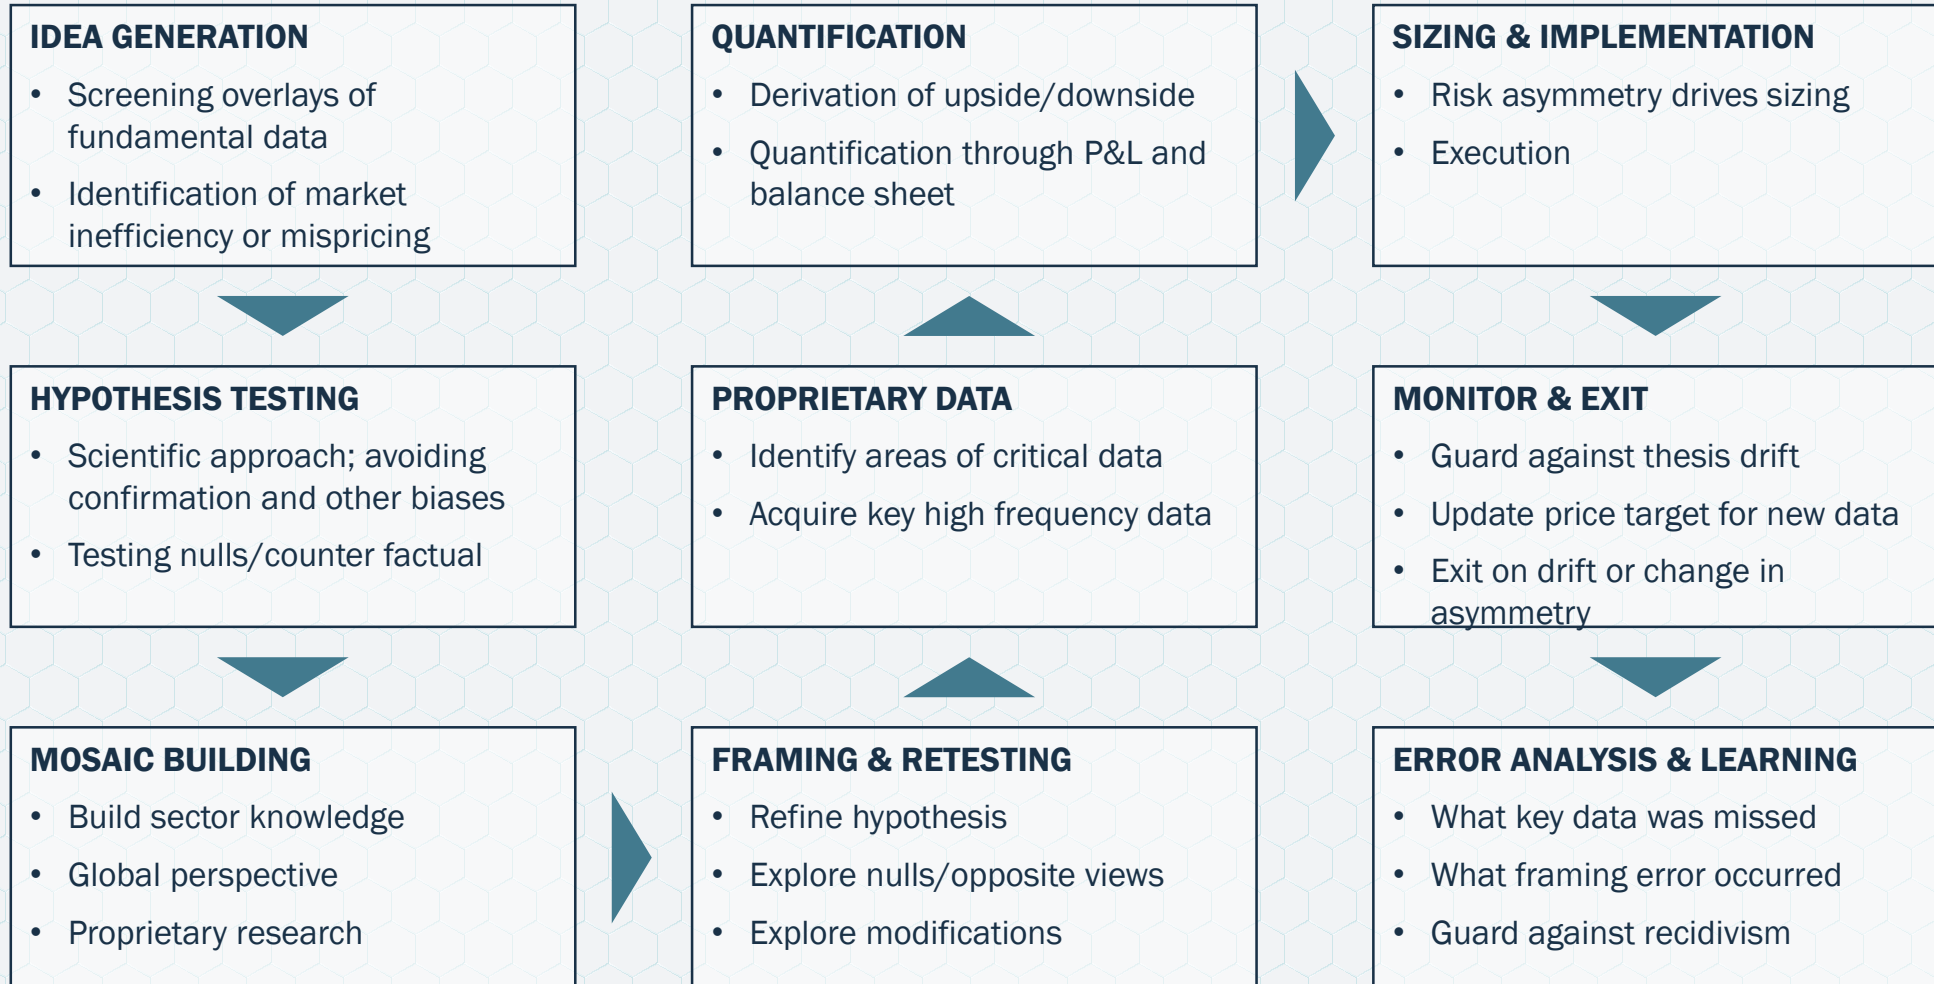 IDEA GENERATION
• Screening overlays of
fundamental data
• Identification of market
inefficiency or mispricing
HYPOTHESIS TESTING
• Scientific approach; avoiding
confirmation and other biases
• Testing nulls/counter factual
MOSAIC BUILDING
• Build sector knowledge
• Global perspective
• Proprietary research
FRAMING & RETESTING
• Refine hypothesis
• Explore nulls/opposite views
• Explore modifications
PROPRIETARY DATA
• Identify areas of critical data
• Acquire key high frequency data
QUANTIFICATION
• Derivation of upside/downside
• Quantification through P&L and
balance sheet
SIZING & IMPLEMENTATION
• Risk asymmetry drives sizing
• Execution
MONITOR & EXIT
• Guard against thesis drift
• Update price target for new data
• Exit on drift or change in
asymmetry
ERROR ANALYSIS & LEARNING
• What key data was missed
• What framing error occurred
• Guard against recidivism